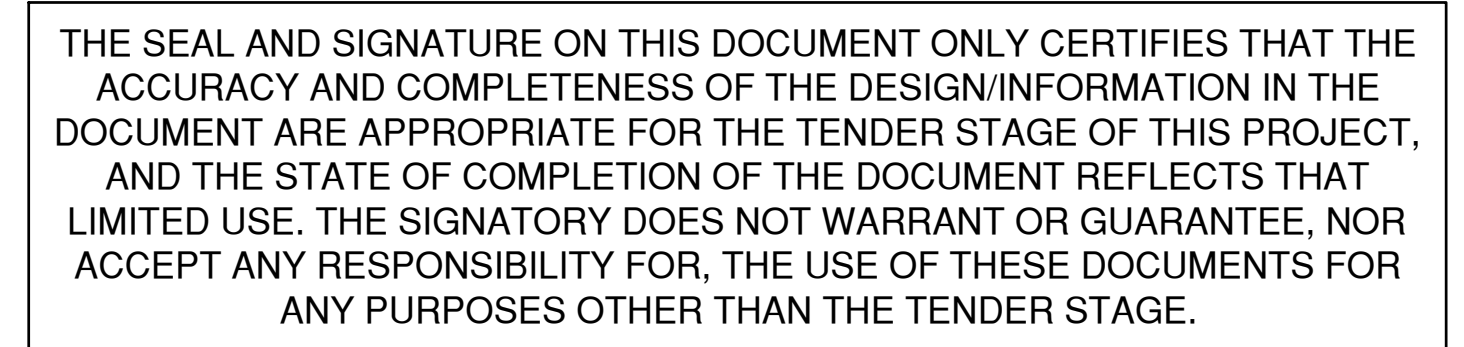 THE SEAL AND SIGNATURE ON THIS DOCUMENT ONLY CERTIFIES THAT THE
ACCURACY AND COMPLETENESS OF THE DESIGN/INFORMATION IN THE
DOCUMENT ARE APPROPRIATE FOR THE TENDER STAGE OF THIS PROJECT,
AND THE STATE OF COMPLETION OF THE DOCUMENT REFLECTS THAT
LIMITED USE. THE SIGNATORY DOES NOT WARRANT OR GUARANTEE, NOR
ACCEPT ANY RESPONSIBILITY FOR, THE USE OF THESE DOCUMENTS FOR
ANY PURPOSES OTHER THAN THE TENDER STAGE.